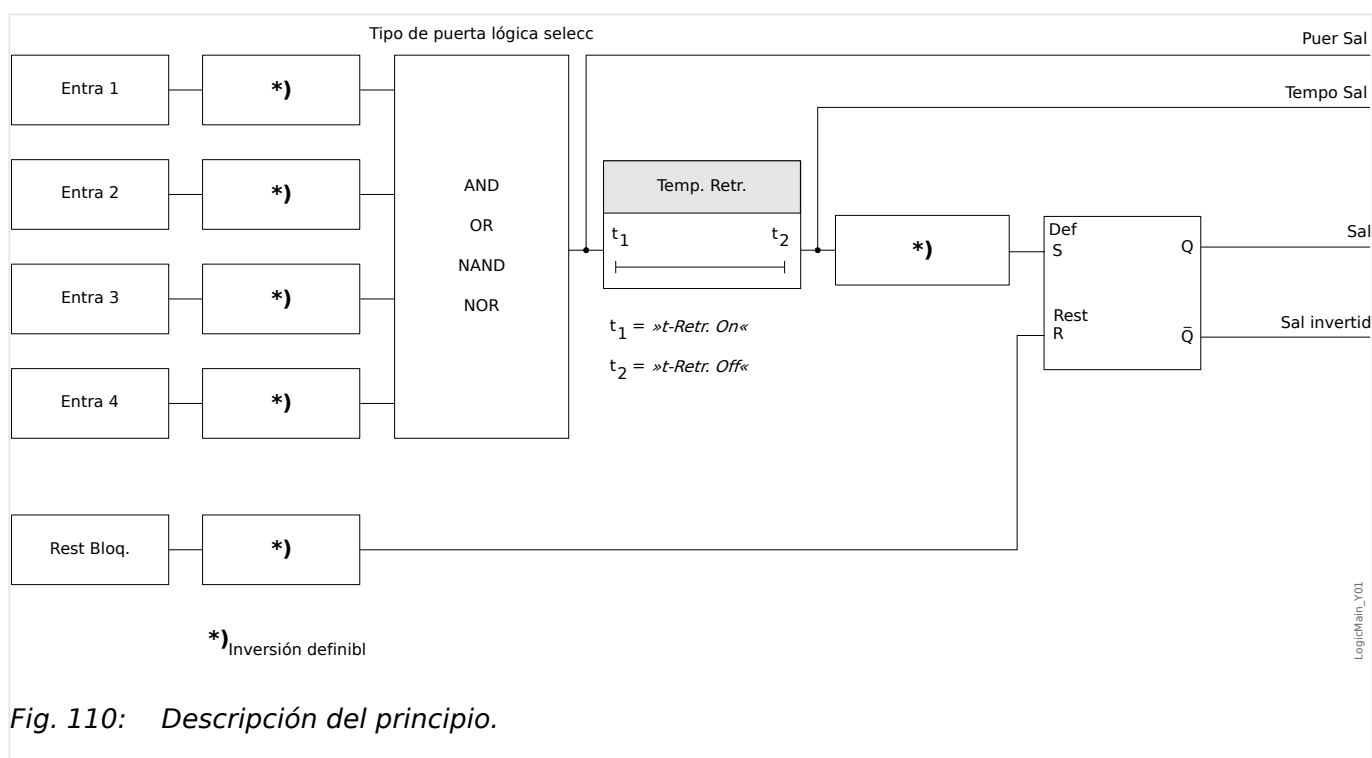 Tipo de puerta lógica selecc
Puer Sal
Tempo Sal
Entra 1
*)
Entra 2
*)
Entra 3
*)
Entra 4
*)
AND
OR
NAND
NOR
Temp. Retr.
t1
t2
t1 = »t-Retr. On«
t2 = »t-Retr. Off«
*)
Def
S
Q
Rest
R
Q̅
Sal
Sal invertid
Rest Bloq.
*)
*)Inversión definibl
LogicMain_Y01
Fig. 110: Descripción del principio.